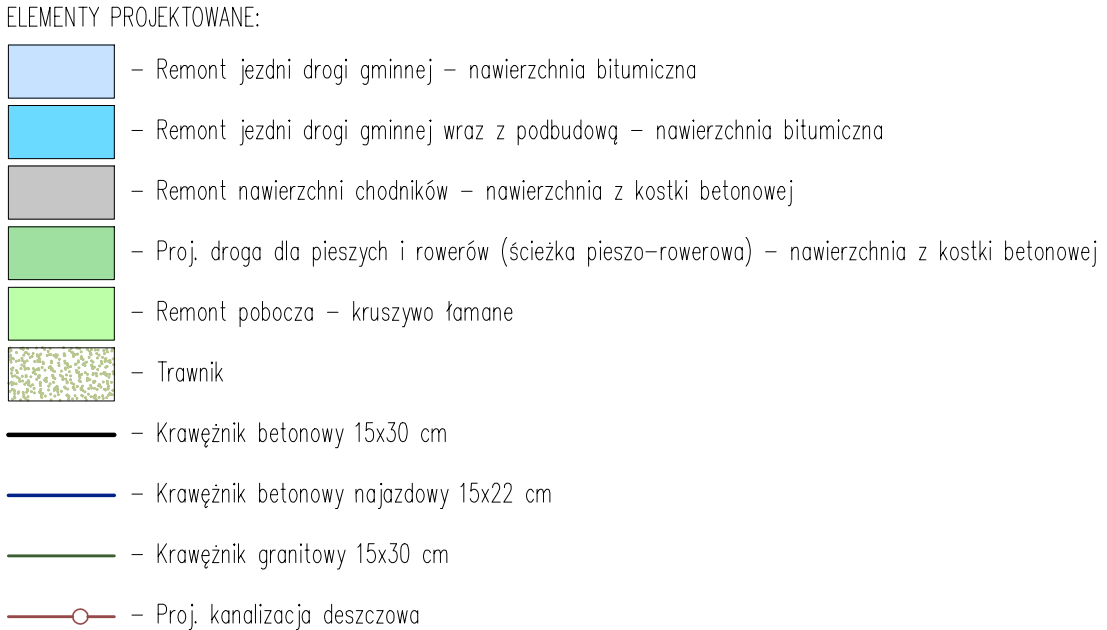 ELEMENTY PROJEKTOWANE:
– Remont jezdni drogi gminnej – nawierzchnia bitumiczna
– Remont jezdni drogi gminnej wraz z podbudową – nawierzchnia bitumiczna
– Remont nawierzchni chodników – nawierzchnia z kostki betonowej
– Proj. droga dla pieszych i rowerów (ścieżka pieszo–rowerowa) – nawierzchnia z kostki betonowej
– Remont pobocza – kruszywo łamane
– Trawnik
– Krawężnik betonowy 15x30 cm
– Krawężnik betonowy najazdowy 15x22 cm
– Krawężnik granitowy 15x30 cm
– Proj. kanalizacja deszczowa